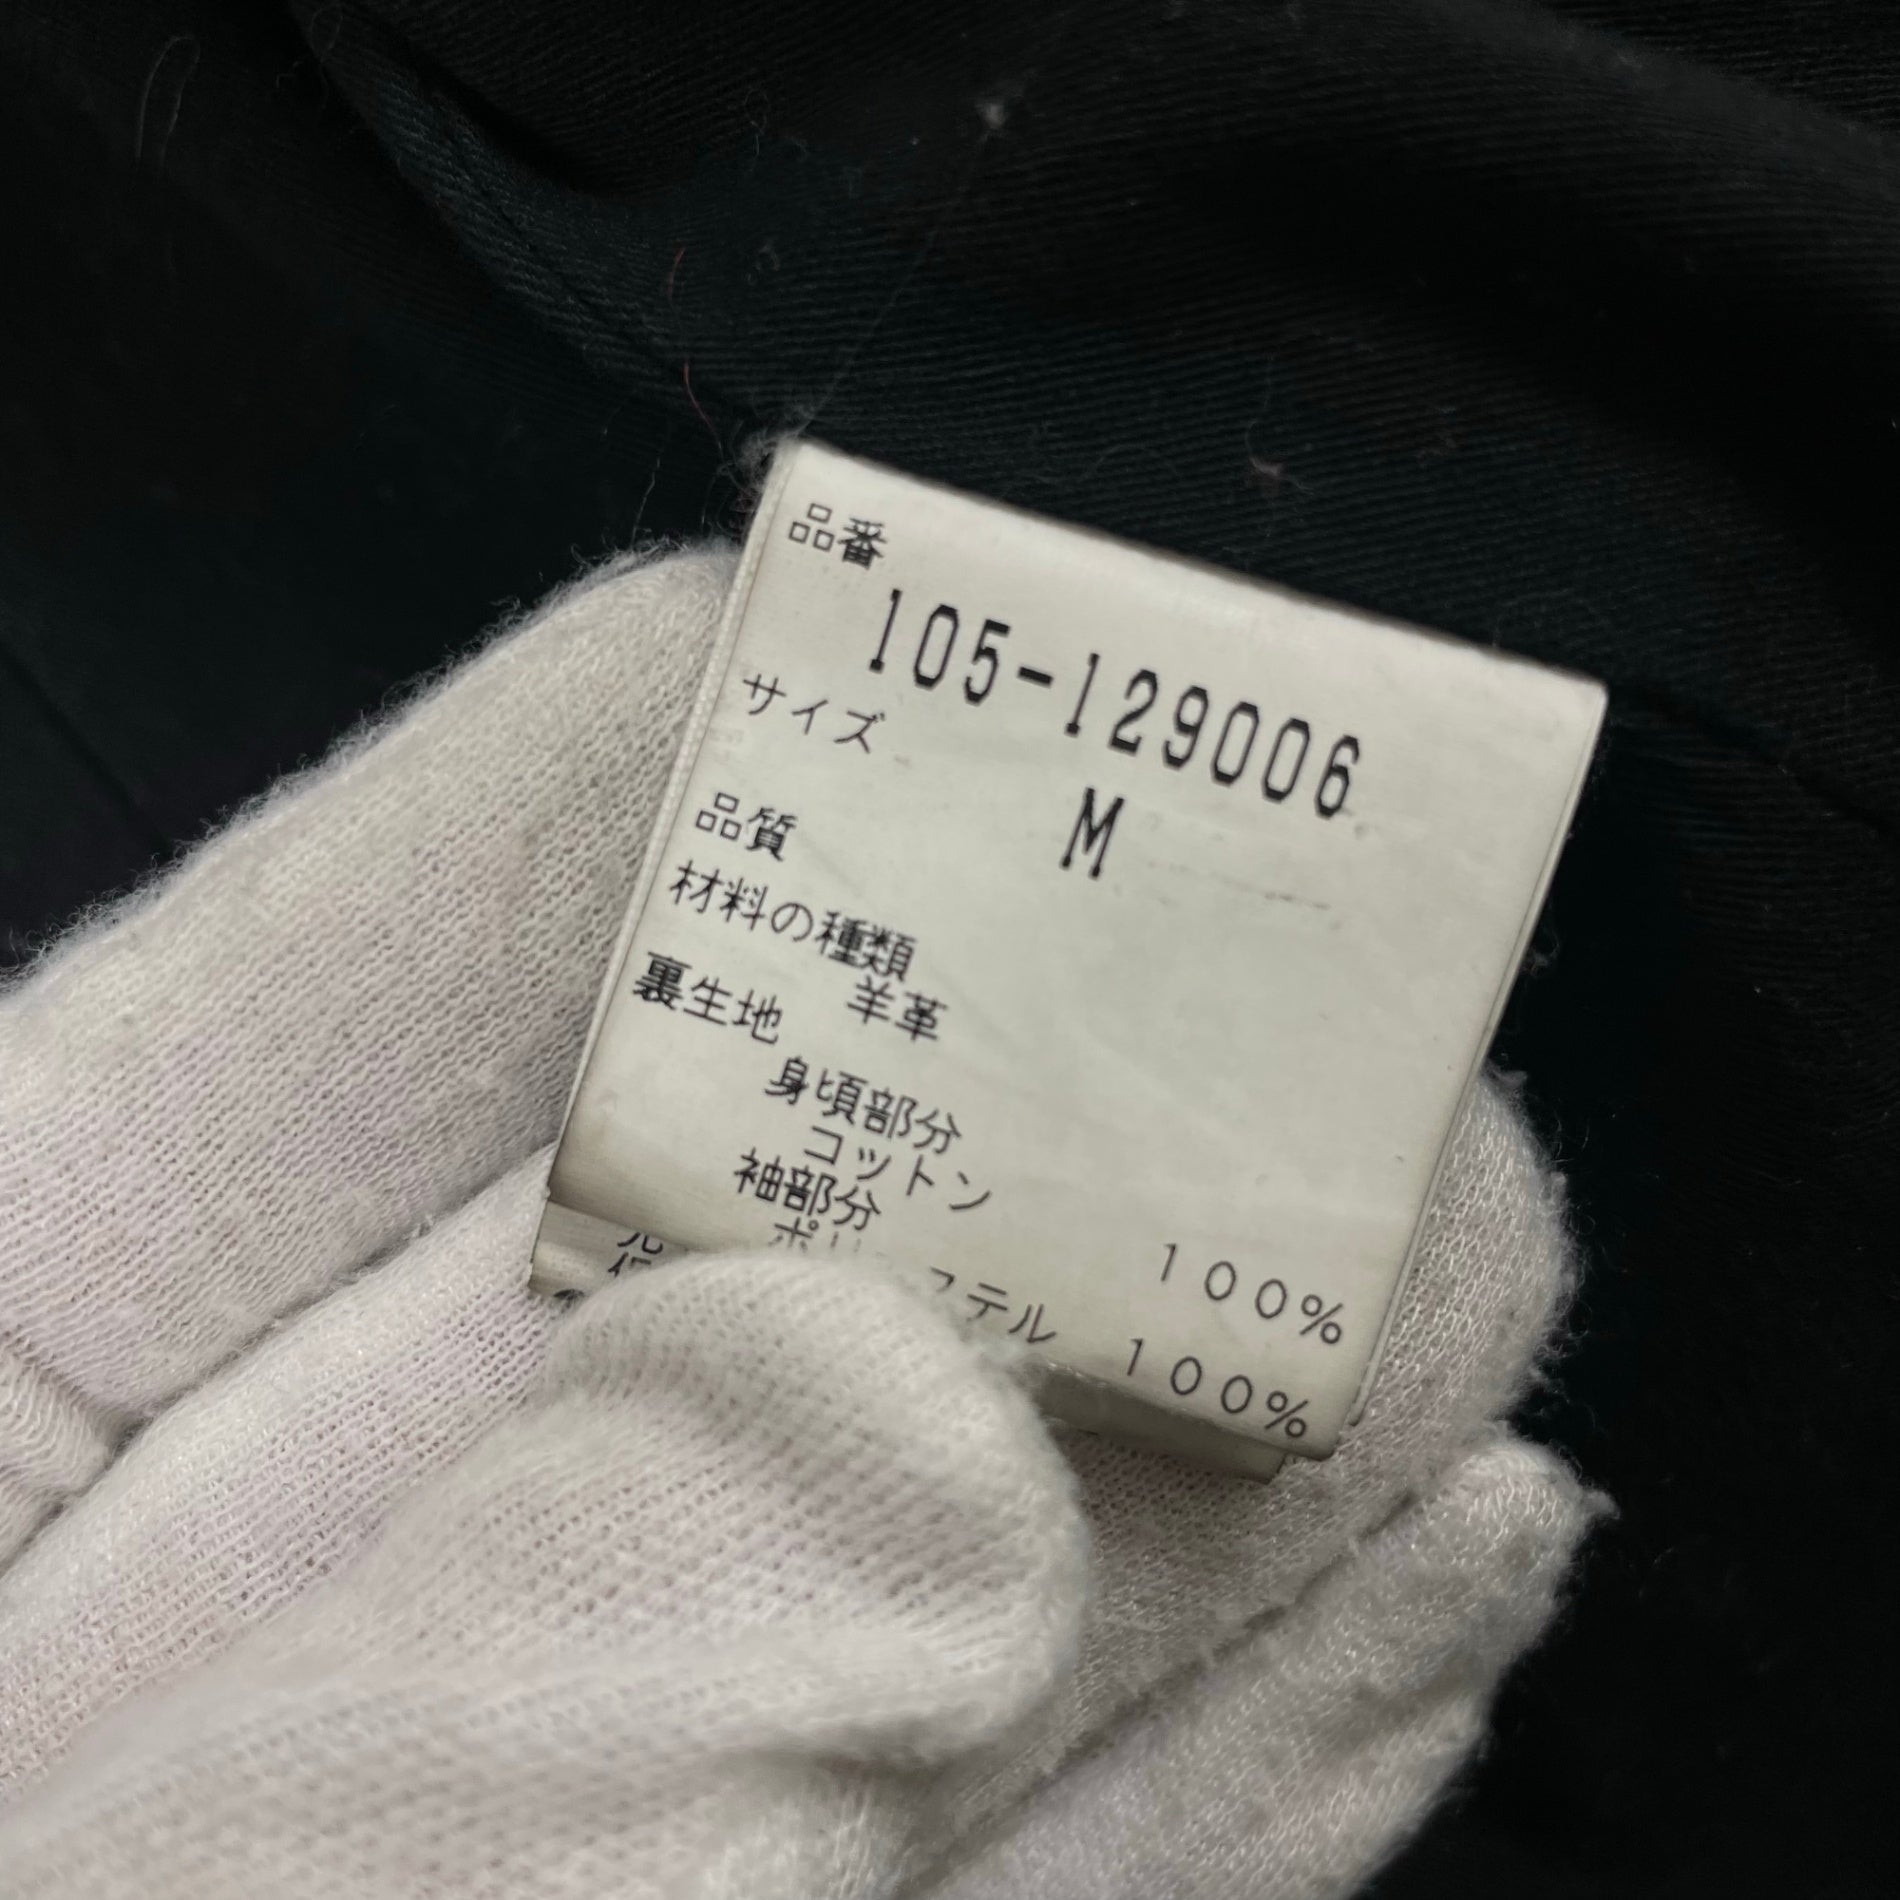 品番
105-129006
サイズ
M
品質
材料の種類
羊革
裏生地
身頃部分
コットン 100%
袖部分
100%